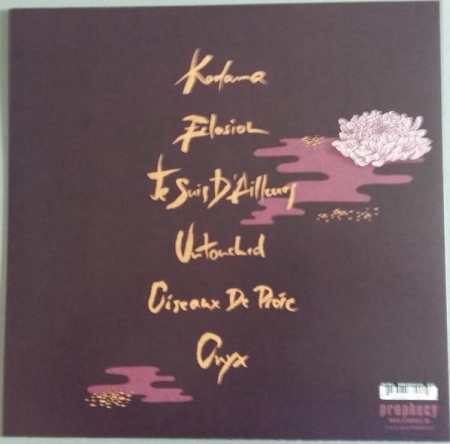 Kodama
Eclosion
Je Suis D'Ailleurs
Untouched
Oiseaux De Proie
Onyx
prophecy